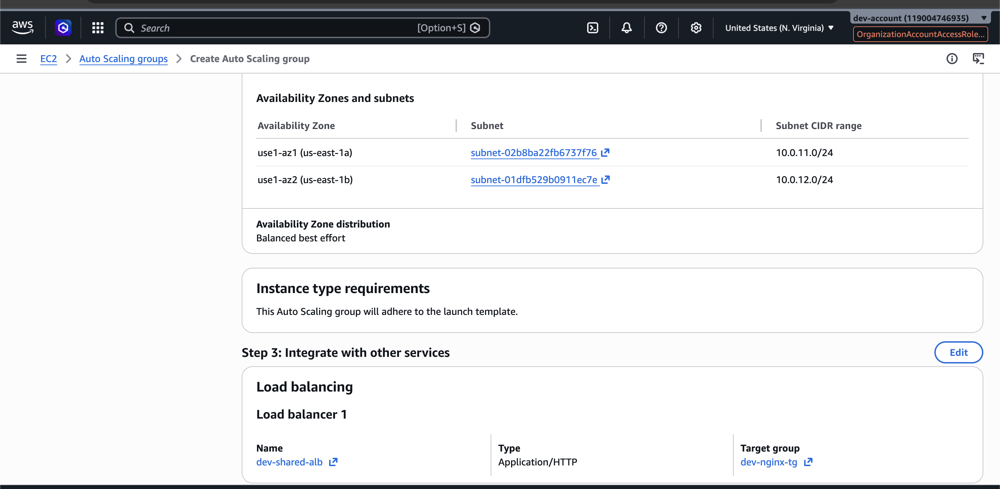 aws
Search
[Option+S]
United States (N. Virginia)
dev-account (119004746935)
OrganizationAccountAccessRole...
EC2
Auto Scaling groups
Create Auto Scaling group
Availability Zones and subnets
Availability Zone
Subnet
Subnet CIDR range
use1-az1 (us-east-1a)
subnet-02b8ba22fb6737f76
10.0.11.0/24
use1-az2 (us-east-1b)
subnet-01dfb529b0911ec7e
10.0.12.0/24
Availability Zone distribution
Balanced best effort
Instance type requirements
This Auto Scaling group will adhere to the launch template.
Step 3: Integrate with other services
Edit
Load balancing
Load balancer 1
Name
dev-shared-alb
Type
Application/HTTP
Target group
dev-nginx-tg